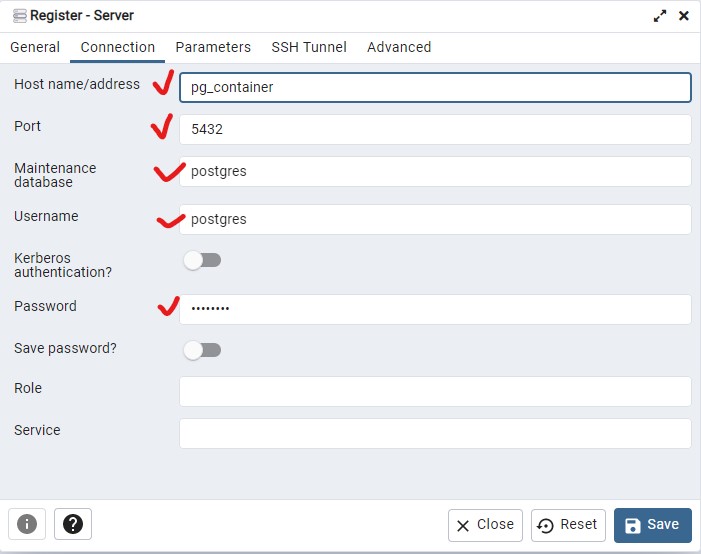 Register - Server
General Connection Parameters SSH Tunnel Advanced
Host name/address pg_container
Port 5432
Maintenance
database
postgres
Username postgres
Kerberos
authentication?
Password ••••••••
Save password?
Role
Service
Close Reset Save